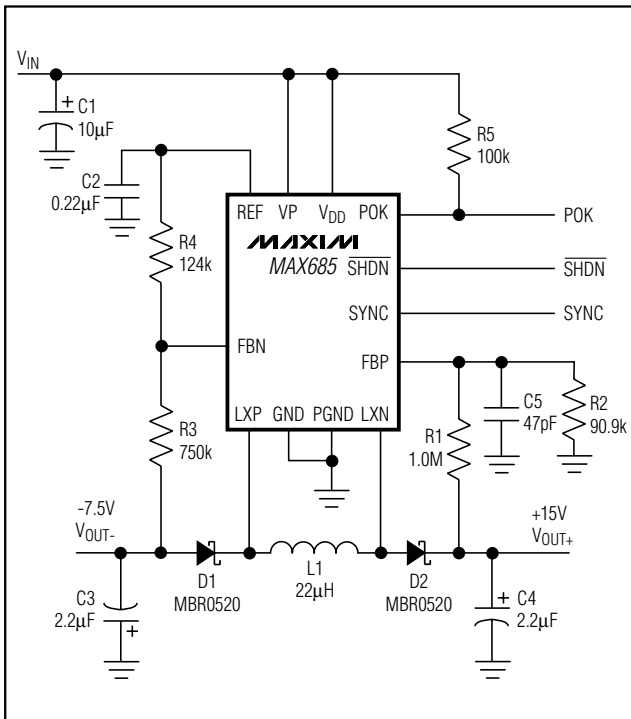 VIN
+ C1
10µF
C2
0.22µF
R5
100k
REF VP VDD POK
POK
MAXIM
MAX685
SHDN
SHDN
R4
124k
SYNC
SYNC
FBN
FBP
LXP GND PGND LXN
R3
750k
R1
1.0M
C5
47pF
R2
90.9k
-7.5V
VOUT-
+15V
VOUT+
D1
MBR0520
L1
22µH
D2
MBR0520
C3
2.2µF
+
+ C4
2.2µF